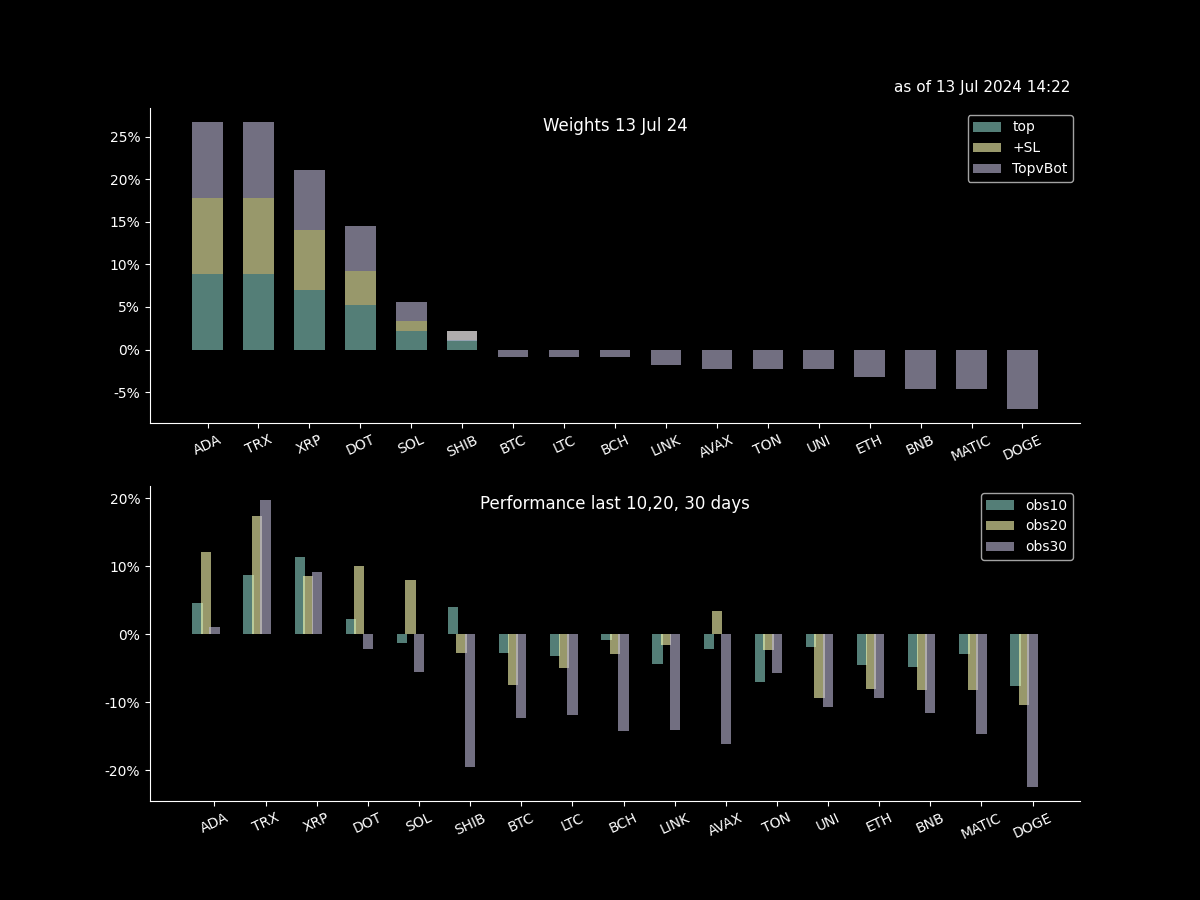 as of 13 Jul 2024 14:22
Weights 13 Jul 24
top
+SL
TopvBot
25%
20%
15%
10%
5%
0%
-5%
ADA TRX XRP DOT SOL SHIB BTC LTC BCH LINK AVAX TON UNI ETH BNB MATIC DOGE
Performance last 10,20, 30 days
obs10
obs20
obs30
20%
10%
0%
-10%
-20%
ADA TRX XRP DOT SOL SHIB BTC LTC BCH LINK AVAX TON UNI ETH BNB MATIC DOGE